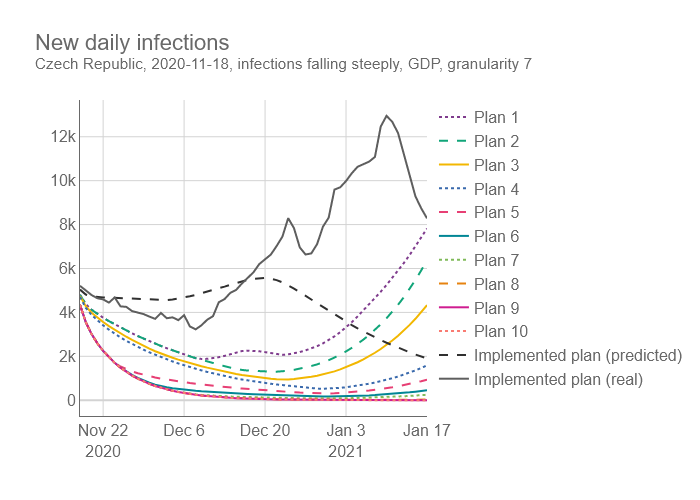 New daily infections
Czech Republic, 2020-11-18, infections falling steeply, GDP, granularity 7
12k
10k
8k
6k
4k
2k
0
Nov 22
2020
Dec 6
Dec 20
Jan 3
2021
Jan 17
Plan 1
Plan 2
Plan 3
Plan 4
Plan 5
Plan 6
Plan 7
Plan 8
Plan 9
Plan 10
Implemented plan (predicted)
Implemented plan (real)